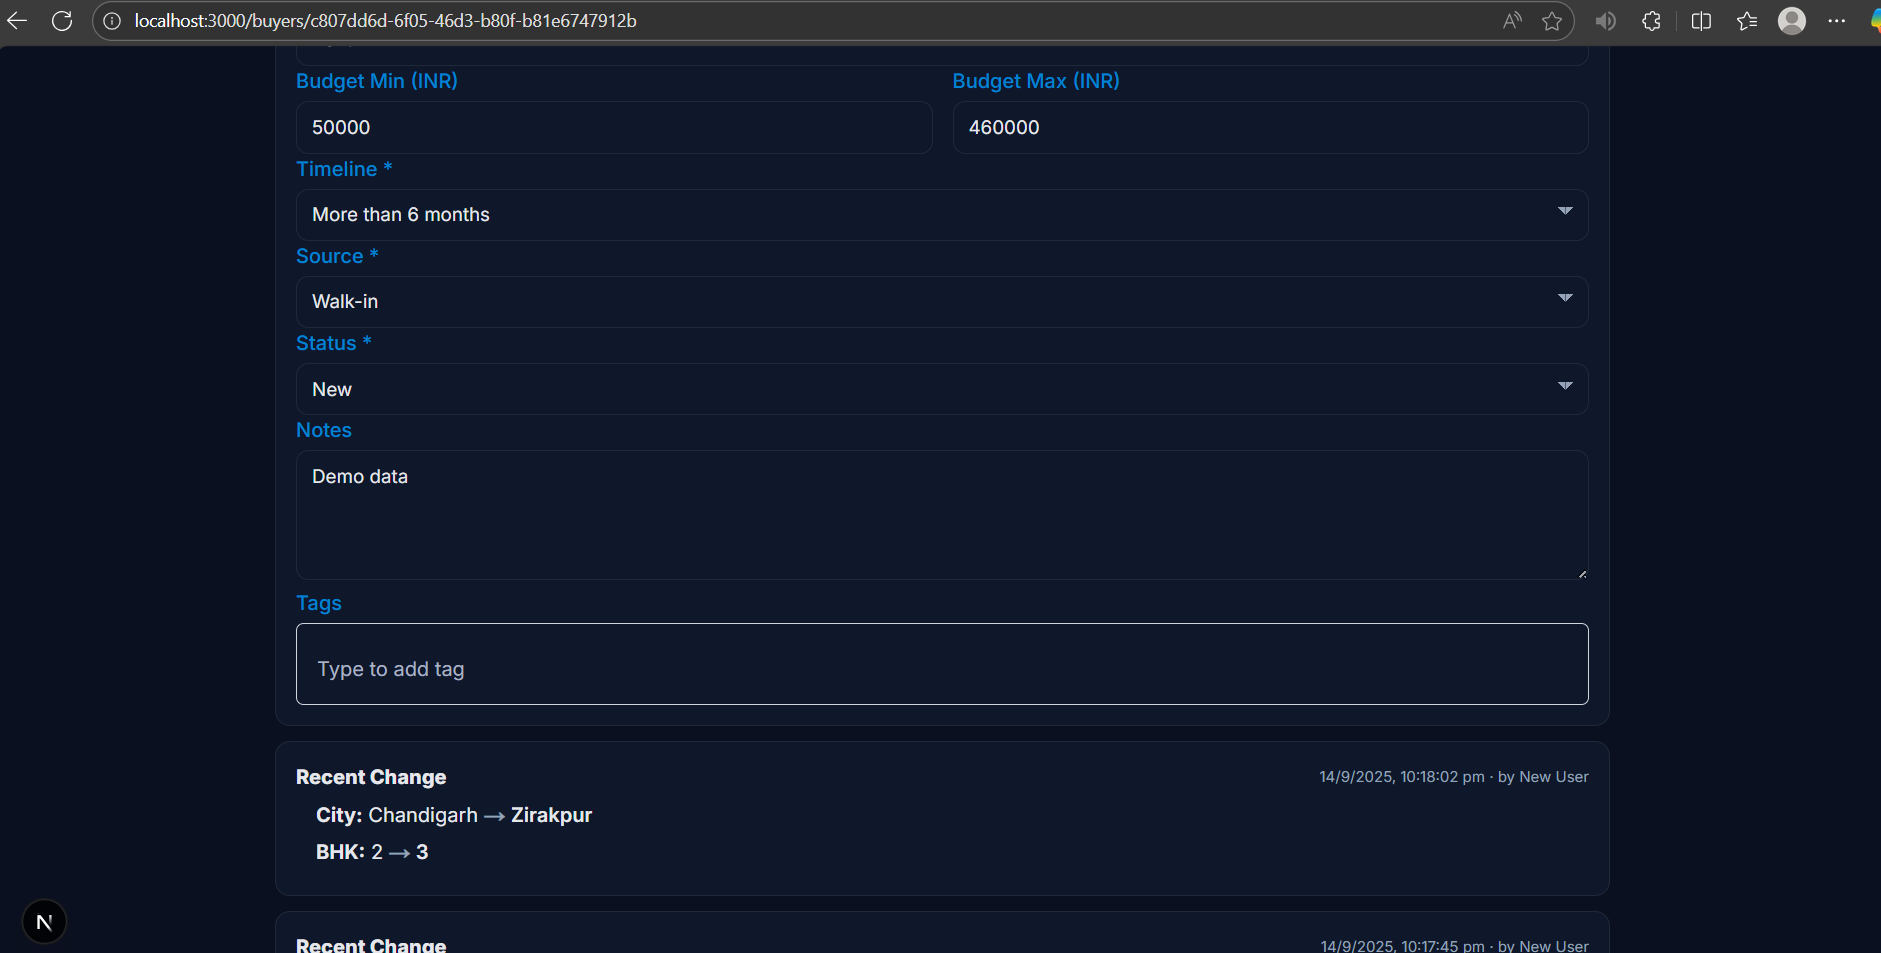 localhost:3000/buyers/c807dd6d-6f05-46d3-b80f-b81e6747912b
Budget Min (INR) Budget Max (INR)
50000 460000
Timeline *
More than 6 months
Source *
Walk-in
Status *
New
Notes
Demo data
Tags
Type to add tag
Recent Change 14/9/2025, 10:18:02 pm · by New User
City: Chandigarh → Zirakpur
BHK: 2 → 3
N
Recent Change 14/9/2025, 10:17:45 pm · by New User